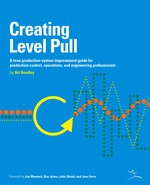 Creating
Level Pull
A lean production-system improvement guide for
production-control, operations, and engineering professionals
by Art Smalley
Foreword by Jim Womack, Dan Jones, John Shook, and Jose Ferro